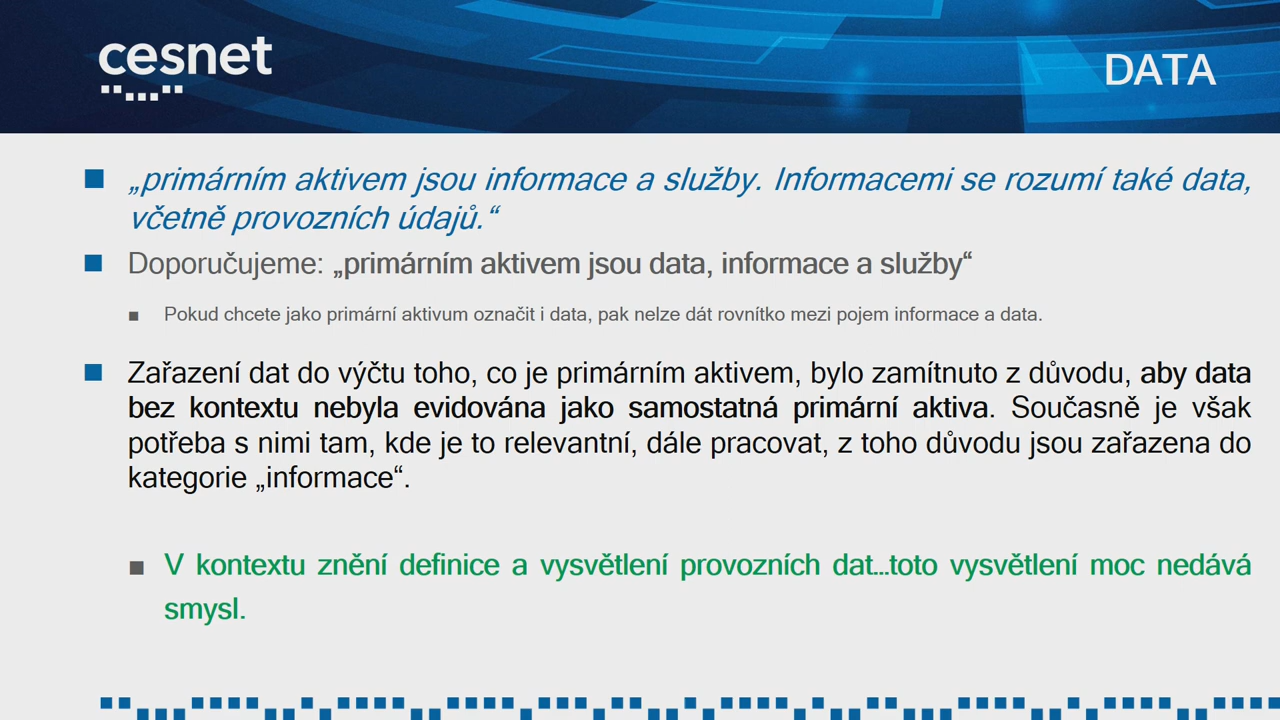 cesnet
DATA
„primárním aktivem jsou informace a služby. Informacemi se rozumí také data,
včetně provozních údajů.“
Doporučujeme: „primárním aktivem jsou data, informace a služby“
Pokud chcete jako primární aktivum označit i data, pak nelze dát rovnítko mezi pojem informace a data.
Zařazení dat do výčtu toho, co je primárním aktivem, bylo zamítnuto z důvodu, aby data
bez kontextu nebyla evidována jako samostatná primární aktiva. Současně je však
potřeba s nimi tam, kde je to relevantní, dále pracovat, z toho důvodu jsou zařazena do
kategorie „informace“.
V kontextu znění definice a vysvětlení provozních dat...toto vysvětlení moc nedává
smysl.